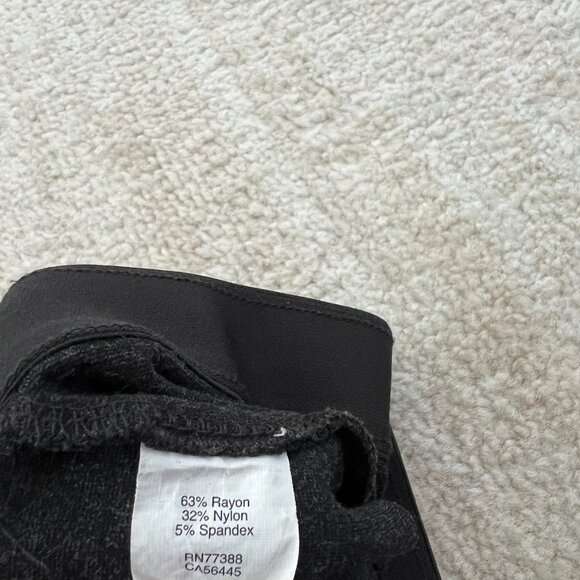 63% Rayon
32% Nylon
5% Spandex
RN77388
CA56445